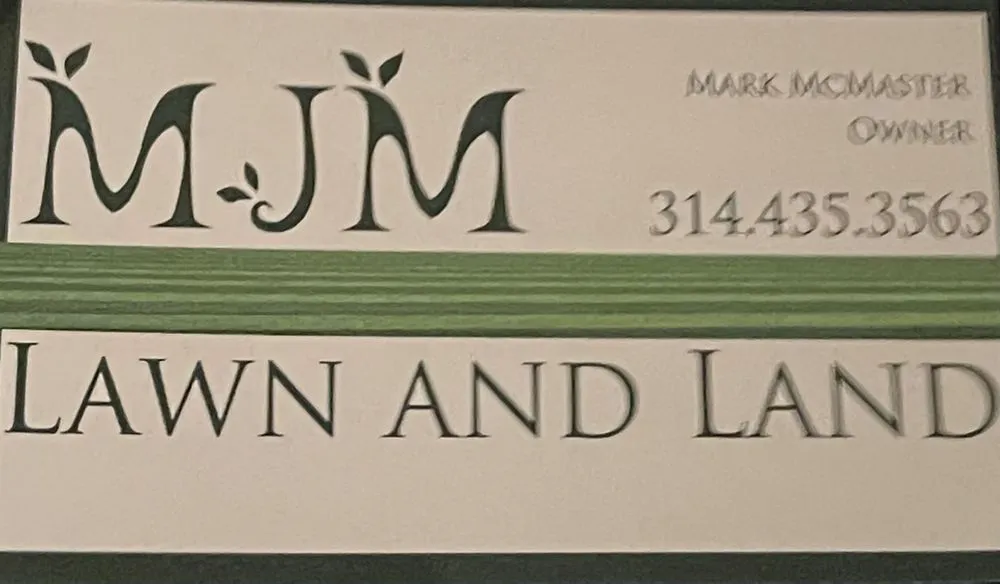 MJM
MARK MCMASTER
OWNER
314.435.3563
LAWN AND LAND